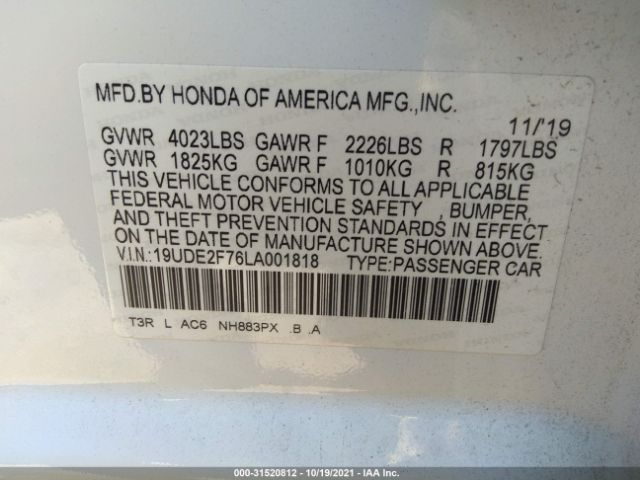 MFD.BY HONDA OF AMERICA MFG.,INC.
11/'19
GVWR 4023LBS GAWR F 2226LBS R 1797LBS
GVWR 1825KG GAWR F 1010KG R 815KG
THIS VEHICLE CONFORMS TO ALL APPLICABLE
FEDERAL MOTOR VEHICLE SAFETY , BUMPER,
AND THEFT PREVENTION STANDARDS IN EFFECT
ON THE DATE OF MANUFACTURE SHOWN ABOVE.
V.I.N.:19UDE2F76LA001818 TYPE:PASSENGER CAR
T3R L AC6 NH883PX .B .A
000-31520812 - 10/19/2021 - IAA Inc.